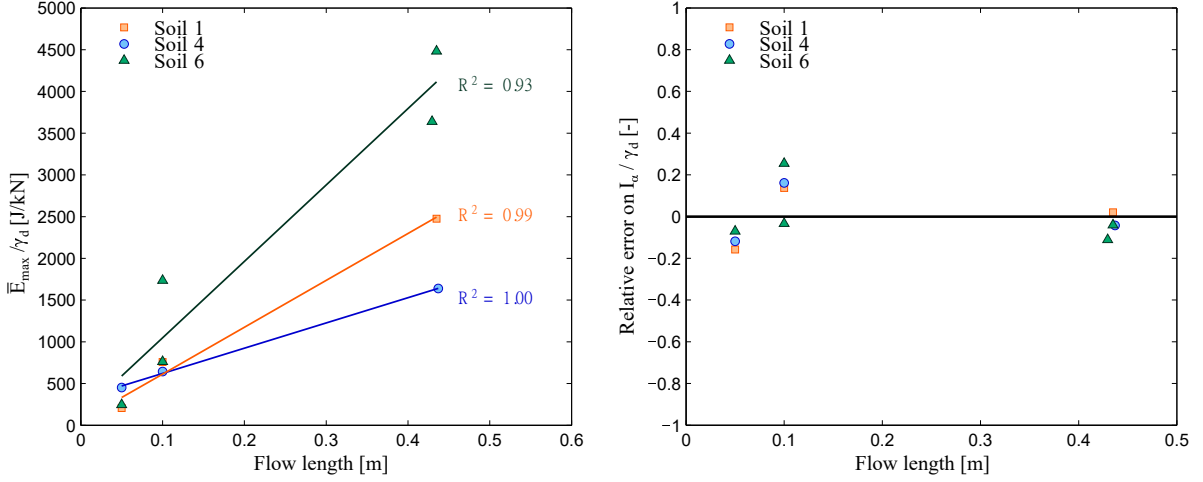 5000
4500
4000
3500
3000
2500
2000
1500
1000
500
0
0
0.1
0.2
0.3
0.4
0.5
0.6
Flow length [m]
E̅max /γd [J/kN]
Soil 1
Soil 4
Soil 6
R² = 0.93
R² = 0.99
R² = 1.00
1
0.8
0.6
0.4
0.2
0
−0.2
−0.4
−0.6
−0.8
−1
0
0.1
0.2
0.3
0.4
0.5
Flow length [m]
Relative error on Iα / γd [-]
Soil 1
Soil 4
Soil 6